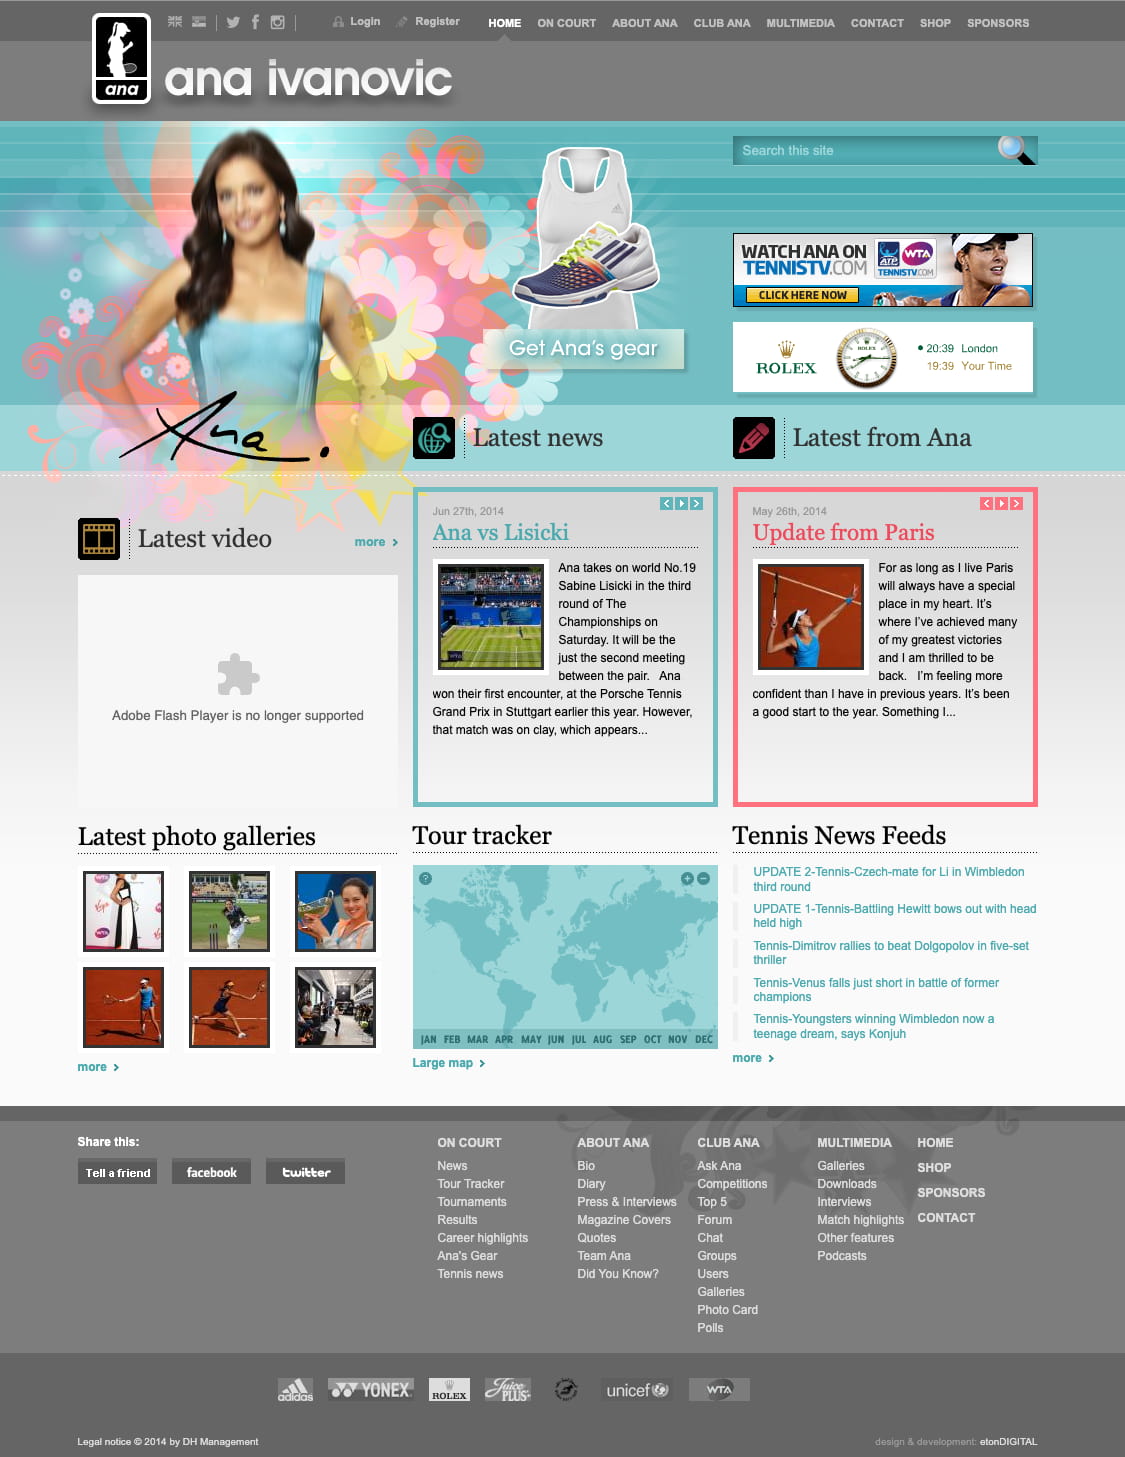 Login
Register
HOME
ON COURT
ABOUT ANA
CLUB ANA
MULTIMEDIA
CONTACT
SHOP
SPONSORS
ana
ana ivanovic
Search this site
WATCH ANA ON
TENNISTV.COM
ATP
WTA
TENNISTV.COM
CLICK HERE NOW
Get Ana's gear
ROLEX
20:39 London
19:39 Your Time
Ana.
Latest news
Latest from Ana
Latest video
more
Adobe Flash Player is no longer supported
Jun 27th, 2014
Ana vs Lisicki
Ana takes on world No.19
Sabine Lisicki in the third
round of The
Championships on
Saturday. It will be the
just the second meeting
between the pair. Ana
won their first encounter, at the Porsche Tennis
Grand Prix in Stuttgart earlier this year. However,
that match was on clay, which appears...
May 26th, 2014
Update from Paris
For as long as I live Paris
will always have a special
place in my heart. It's
where I've achieved many
of my greatest victories
and I am thrilled to be
back. I'm feeling more
confident than I have in previous years. It's been
a good start to the year. Something I...
Latest photo galleries
more
Tour tracker
?
JAN FEB MAR APR MAY JUN JUL AUG SEP OCT NOV DEC
Large map
Tennis News Feeds
UPDATE 2-Tennis-Czech-mate for Li in Wimbledon
third round
UPDATE 1-Tennis-Battling Hewitt bows out with head
held high
Tennis-Dimitrov rallies to beat Dolgopolov in five-set
thriller
Tennis-Venus falls just short in battle of former
champions
Tennis-Youngsters winning Wimbledon now a
teenage dream, says Konjuh
more
Share this:
Tell a friend
facebook
twitter
ON COURT
News
Tour Tracker
Tournaments
Results
Career highlights
Ana's Gear
Tennis news
ABOUT ANA
Bio
Diary
Press & Interviews
Magazine Covers
Quotes
Team Ana
Did You Know?
CLUB ANA
Ask Ana
Competitions
Top 5
Forum
Chat
Groups
Users
Galleries
Photo Card
Polls
MULTIMEDIA
Galleries
Downloads
Interviews
Match highlights
Other features
Podcasts
HOME
SHOP
SPONSORS
CONTACT
adidas
YONEX
ROLEX
Juice PLUS+
unicef
WTA
Legal notice © 2014 by DH Management
design & development: etonDIGITAL